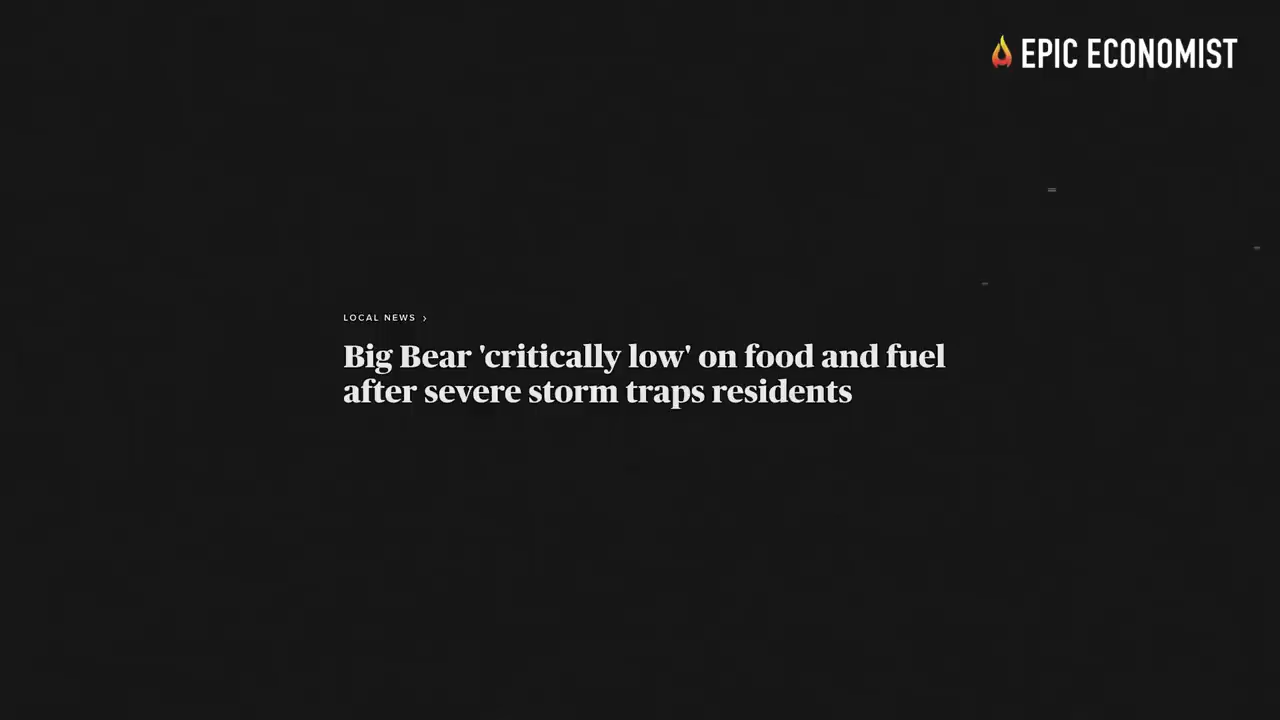 EPIC ECONOMIST
LOCAL NEWS ›
Big Bear 'critically low' on food and fuel
after severe storm traps residents